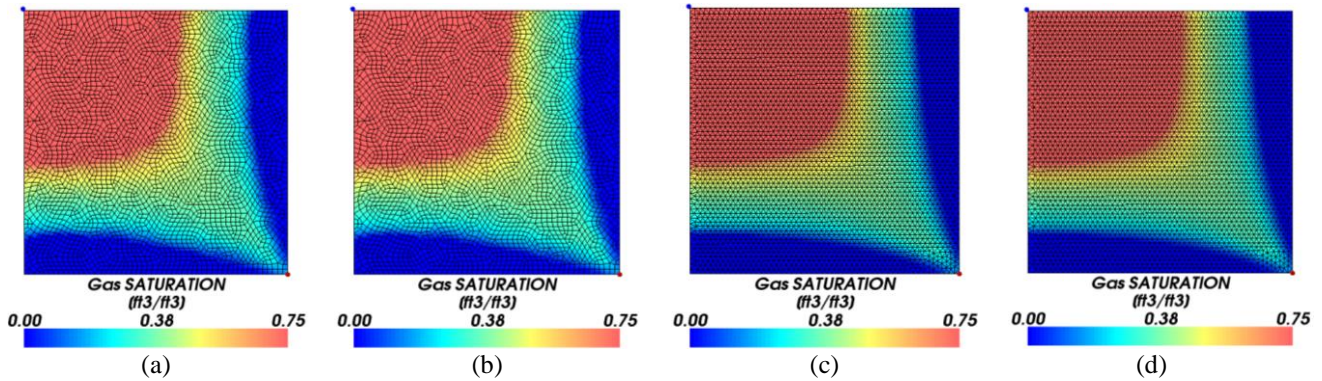 Gas SATURATION
(ft3/ft3)
0.00 0.38 0.75
(a)
Gas SATURATION
(ft3/ft3)
0.00 0.38 0.75
(b)
Gas SATURATION
(ft3/ft3)
0.00 0.38 0.75
(c)
Gas SATURATION
(ft3/ft3)
0.00 0.38 0.75
(d)